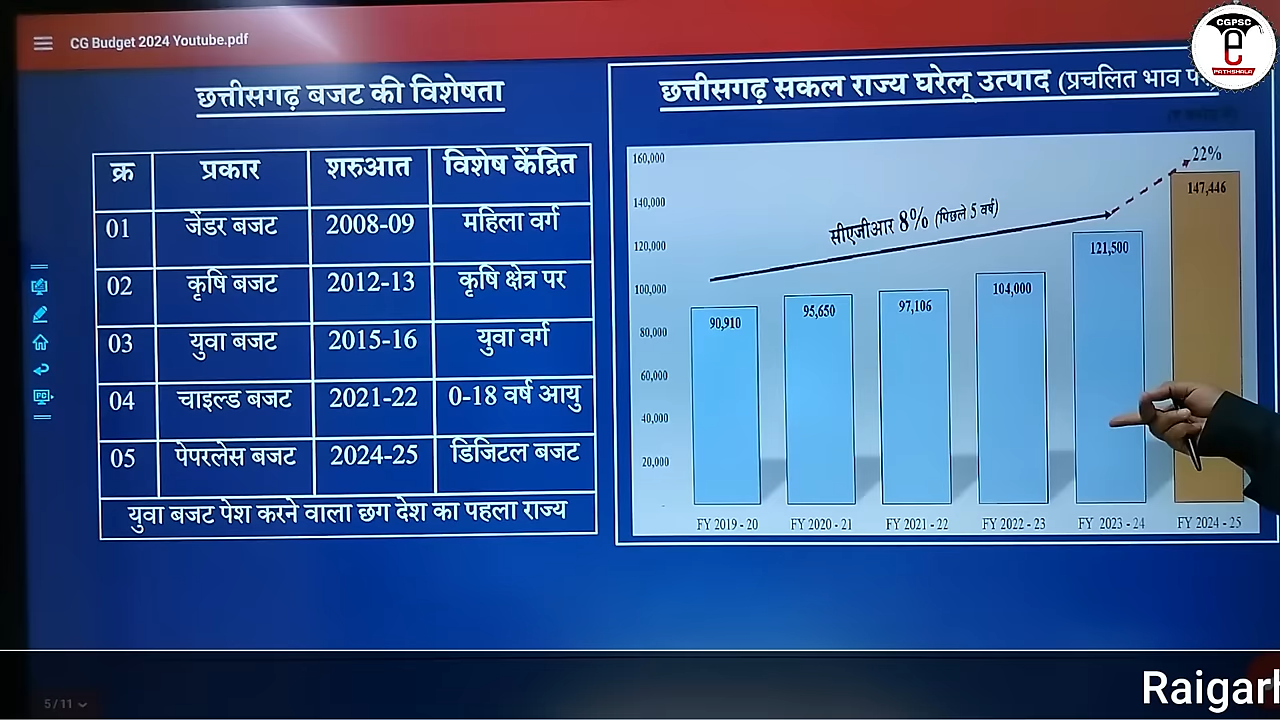 CG Budget 2024 Youtube.pdf
CGPSC
e
PATHSHALA
छत्तीसगढ़ बजट की विशेषता
क्र प्रकार शरुआत विशेष केंद्रित
01 जेंडर बजट 2008-09 महिला वर्ग
02 कृषि बजट 2012-13 कृषि क्षेत्र पर
03 युवा बजट 2015-16 युवा वर्ग
04 चाइल्ड बजट 2021-22 0-18 वर्ष आयु
05 पेपरलेस बजट 2024-25 डिजिटल बजट
युवा बजट पेश करने वाला छग देश का पहला राज्य
छत्तीसगढ़ सकल राज्य घरेलू उत्पाद (प्रचलित भाव
160,000
140,000
120,000
100,000
80,000
60,000
40,000
20,000
-
सीएजीआर 8% (पिछले 5 वर्ष)
22%
90,910
95,650
97,106
104,000
121,500
147,446
FY 2019 - 20
FY 2020 - 21
FY 2021 - 22
FY 2022 - 23
FY 2023 - 24
FY 2024 - 25
PD
5 / 11
Raigarh